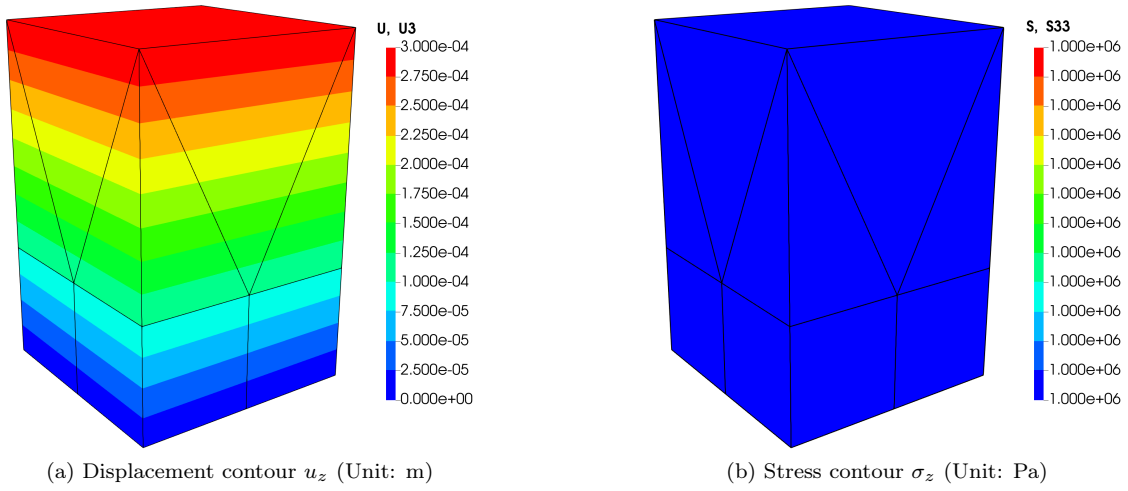 U, U3
3.000e-04
2.750e-04
2.500e-04
2.250e-04
2.000e-04
1.750e-04
1.500e-04
1.250e-04
1.000e-04
7.500e-05
5.000e-05
2.500e-05
0.000e+00
(a) Displacement contour u_z (Unit: m)
S, S33
1.000e+06
1.000e+06
1.000e+06
1.000e+06
1.000e+06
1.000e+06
1.000e+06
1.000e+06
1.000e+06
1.000e+06
1.000e+06
1.000e+06
1.000e+06
(b) Stress contour σ_z (Unit: Pa)